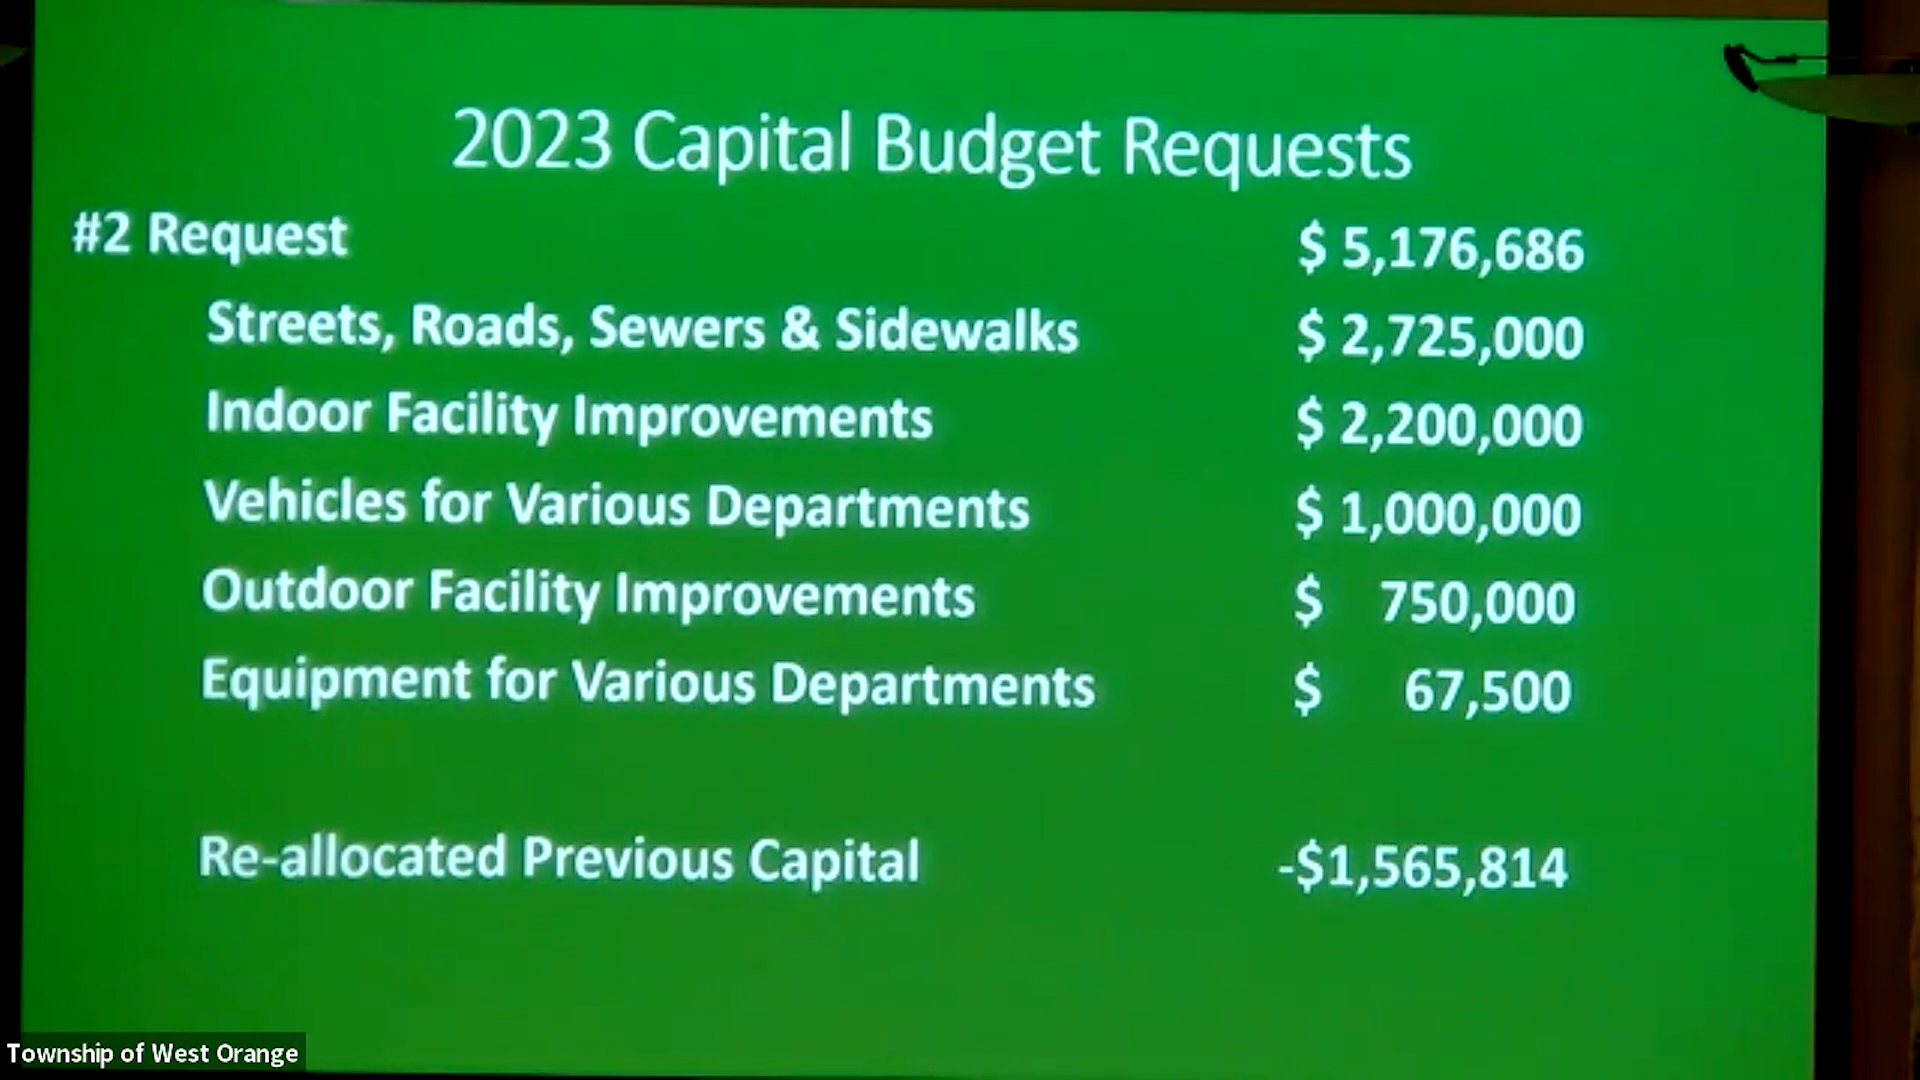 2023 Capital Budget Requests
#2 Request $ 5,176,686
Streets, Roads, Sewers & Sidewalks $ 2,725,000
Indoor Facility Improvements $ 2,200,000
Vehicles for Various Departments $ 1,000,000
Outdoor Facility Improvements $ 750,000
Equipment for Various Departments $ 67,500
Re-allocated Previous Capital -$1,565,814
Township of West Orange